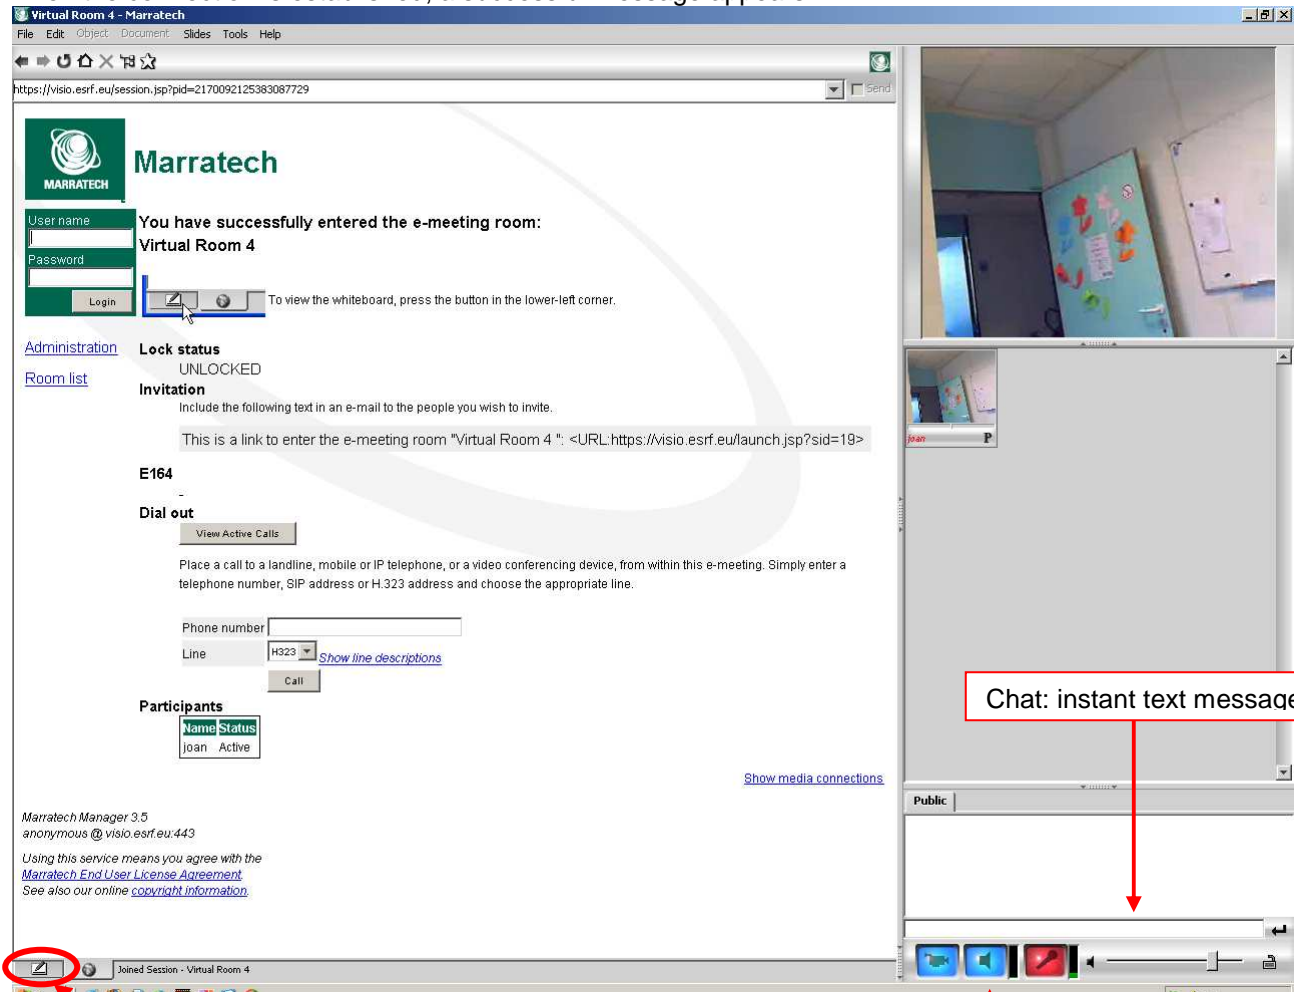 Virtual Room 4 - Marratech
File Edit Object Document Slides Tools Help
https://visio.esrf.eu/session.jsp?pid=2170092125383087729
Send
MARRATECH
Marratech
User name
Password
Login
You have successfully entered the e-meeting room:
Virtual Room 4
To view the whiteboard, press the button in the lower-left corner.
Administration
Room list
Lock status
UNLOCKED
Invitation
Include the following text in an e-mail to the people you wish to invite.
This is a link to enter the e-meeting room "Virtual Room 4 ": <URL:https://visio.esrf.eu/launch.jsp?sid=19>
E164
-
Dial out
View Active Calls
Place a call to a landline, mobile or IP telephone, or a video conferencing device, from within this e-meeting. Simply enter a
telephone number, SIP address or H.323 address and choose the appropriate line.
Phone number
Line H323 Show line descriptions
Call
Participants
Name Status
joan Active
Show media connections
Marratech Manager 3.5
anonymous @ visio.esrf.eu:443
Using this service means you agree with the
Marratech End User License Agreement.
See also our online copyright information.
Joined Session - Virtual Room 4
joan P
Chat: instant text message
Public